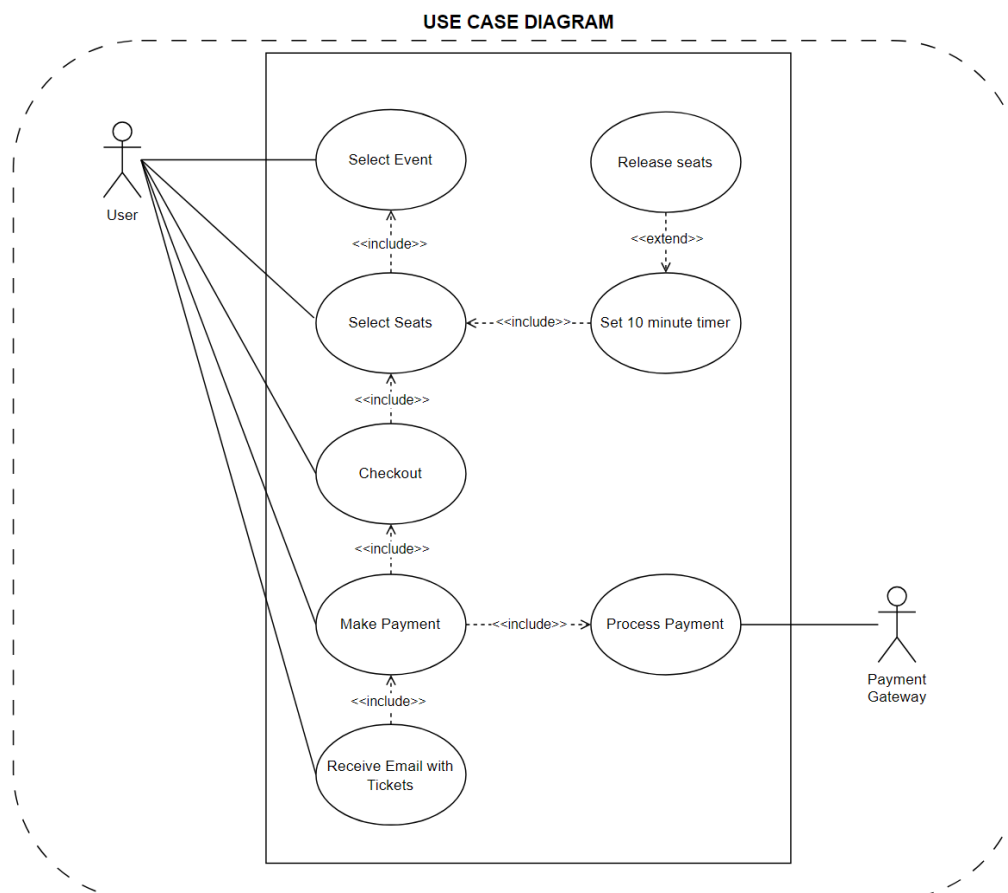 USE CASE DIAGRAM
Select Event
Release seats
User
<<include>>
<<extend>>
Select Seats
<<include>>
Set 10 minute timer
<<include>>
Checkout
<<include>>
Make Payment
<<include>>
Process Payment
Payment
Gateway
<<include>>
Receive Email with
Tickets